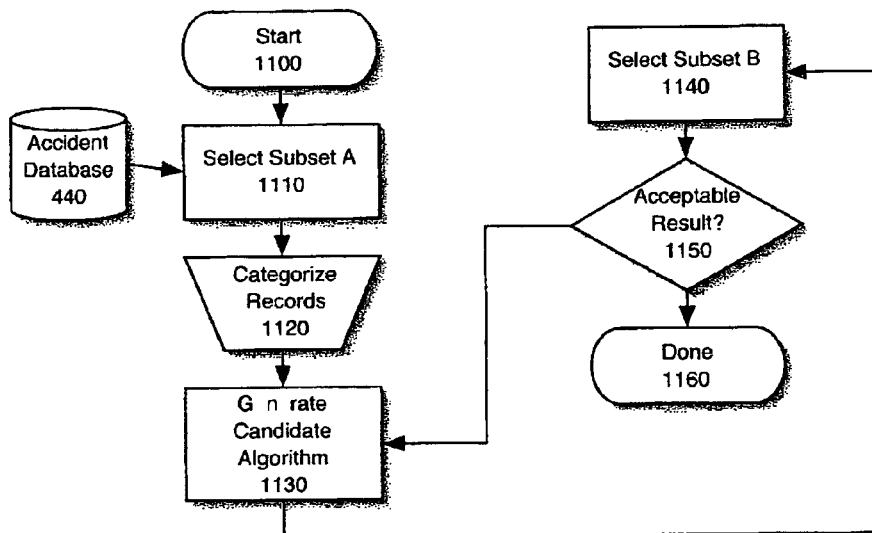 Start
1100
Accident
Database
440
Select Subset A
1110
Categorize
Records
1120
G n rate
Candidate
Algorithm
1130
Select Subset B
1140
Acceptable
Result?
1150
Done
1160